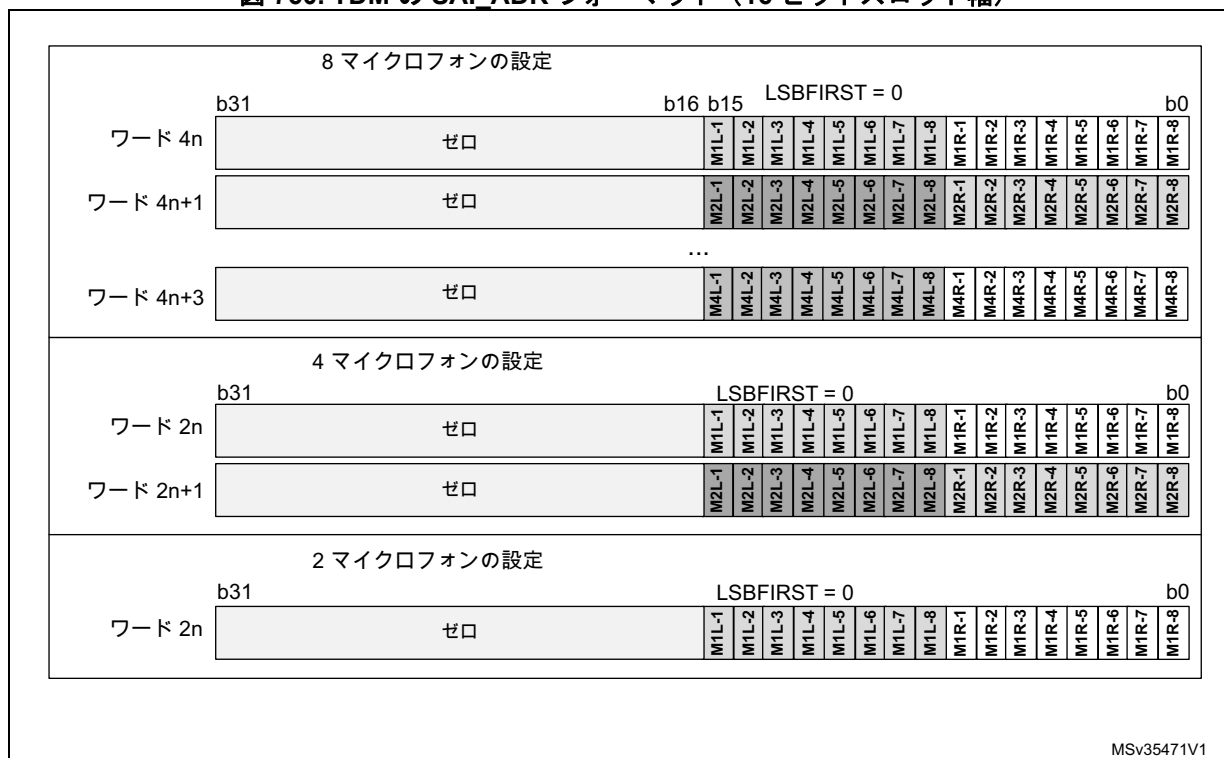 8 マイクロフォンの設定
b31 b16 b15 LSBFIRST = 0 b0
ワード 4n ゼロ M1L-1 M1L-2 M1L-3 M1L-4 M1L-5 M1L-6 M1L-7 M1L-8 M1R-1 M1R-2 M1R-3 M1R-4 M1R-5 M1R-6 M1R-7 M1R-8
ワード 4n+1 ゼロ M2L-1 M2L-2 M2L-3 M2L-4 M2L-5 M2L-6 M2L-7 M2L-8 M2R-1 M2R-2 M2R-3 M2R-4 M2R-5 M2R-6 M2R-7 M2R-8
...
ワード 4n+3 ゼロ M4L-1 M4L-2 M4L-3 M4L-4 M4L-5 M4L-6 M4L-7 M4L-8 M4R-1 M4R-2 M4R-3 M4R-4 M4R-5 M4R-6 M4R-7 M4R-8
4 マイクロフォンの設定
b31 LSBFIRST = 0 b0
ワード 2n ゼロ M1L-1 M1L-2 M1L-3 M1L-4 M1L-5 M1L-6 M1L-7 M1L-8 M1R-1 M1R-2 M1R-3 M1R-4 M1R-5 M1R-6 M1R-7 M1R-8
ワード 2n+1 ゼロ M2L-1 M2L-2 M2L-3 M2L-4 M2L-5 M2L-6 M2L-7 M2L-8 M2R-1 M2R-2 M2R-3 M2R-4 M2R-5 M2R-6 M2R-7 M2R-8
2 マイクロフォンの設定
b31 LSBFIRST = 0 b0
ワード 2n ゼロ M1L-1 M1L-2 M1L-3 M1L-4 M1L-5 M1L-6 M1L-7 M1L-8 M1R-1 M1R-2 M1R-3 M1R-4 M1R-5 M1R-6 M1R-7 M1R-8
MSv35471V1